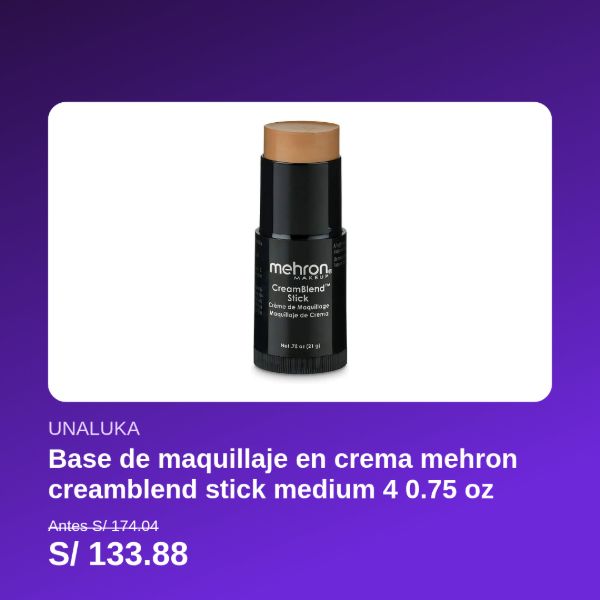 mehron
MAKEUP
CreamBlend™
Stick
Crème de Maquillage
Maquillaje de Crema
Net .75 oz (21 g)
UNALUKA
Base de maquillaje en crema mehron
creamblend stick medium 4 0.75 oz
Antes S/ 174.04
S/ 133.88